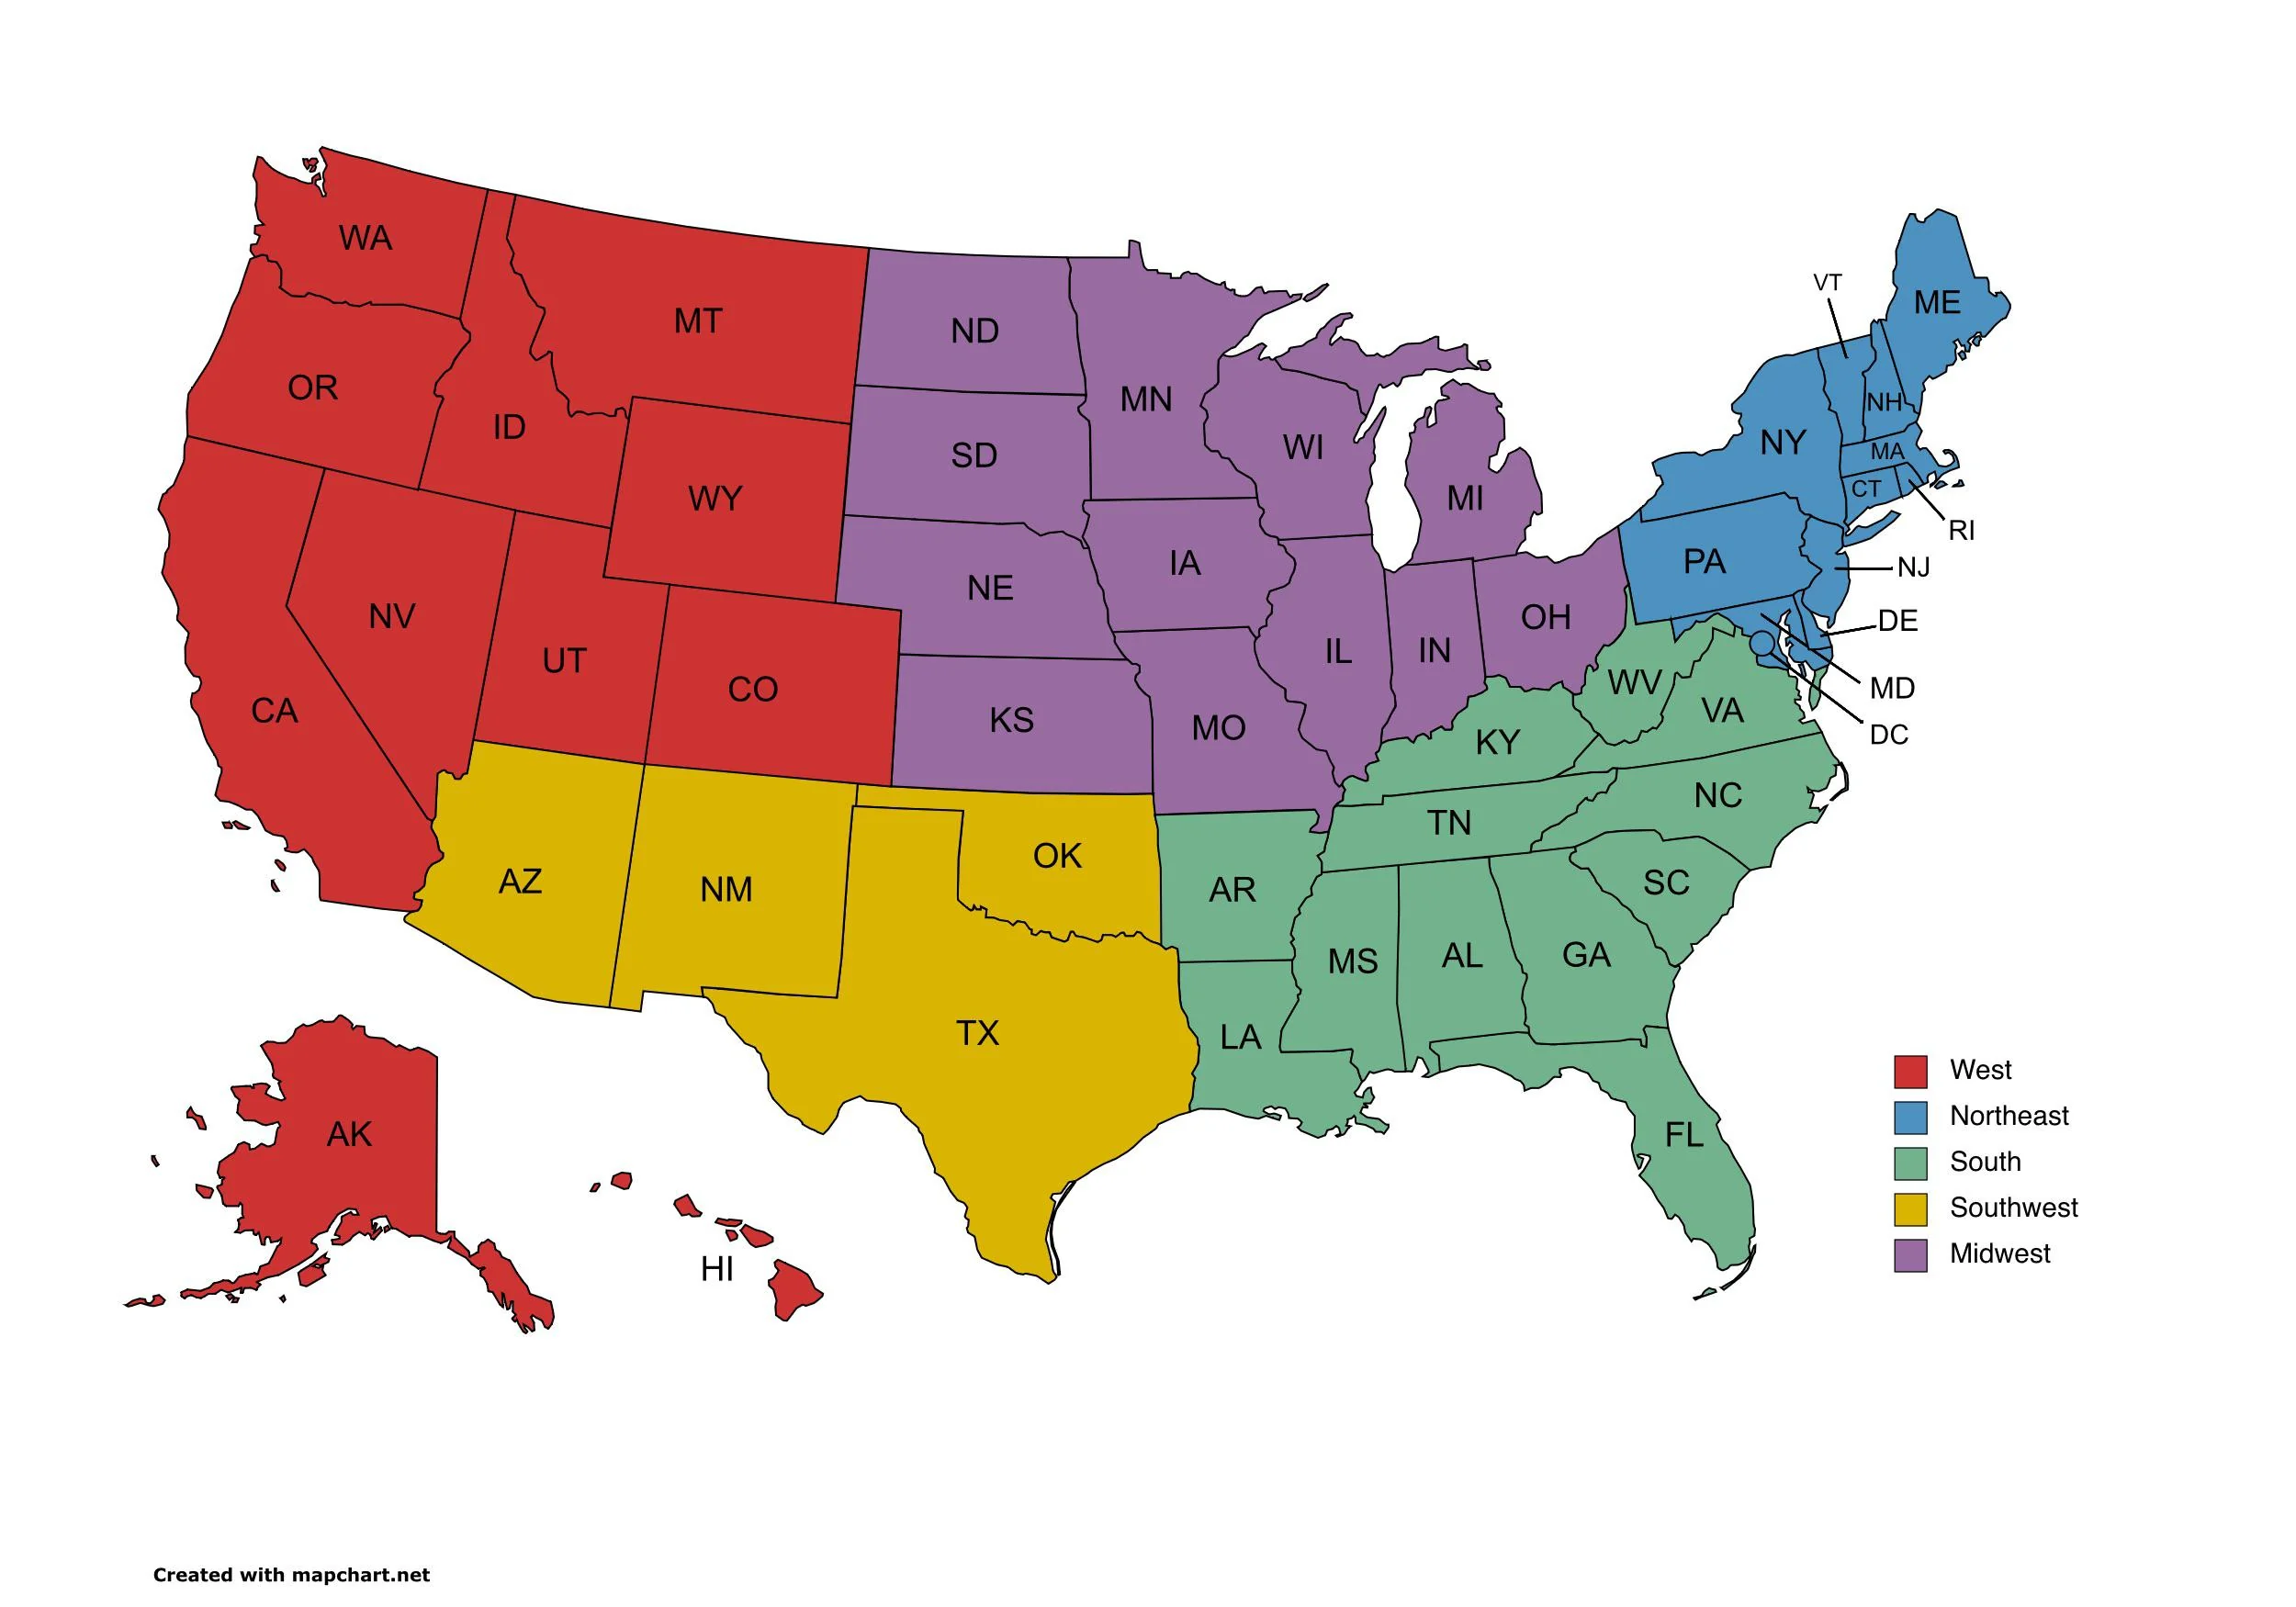 WA
MT
ME
VT
ND
OR
MN
NH
ID
NY
WI
MA
SD
CT
WY
MI
RI
PA
NJ
IA
NE
NV
OH
DE
IL
IN
UT
WV
MD
CO
CA
VA
KS
MO
DC
KY
NC
TN
OK
AZ
NM
AR
SC
MS
AL
GA
TX
LA
West
Northeast
AK
FL
South
Southwest
HI
Midwest
Created with mapchart.net